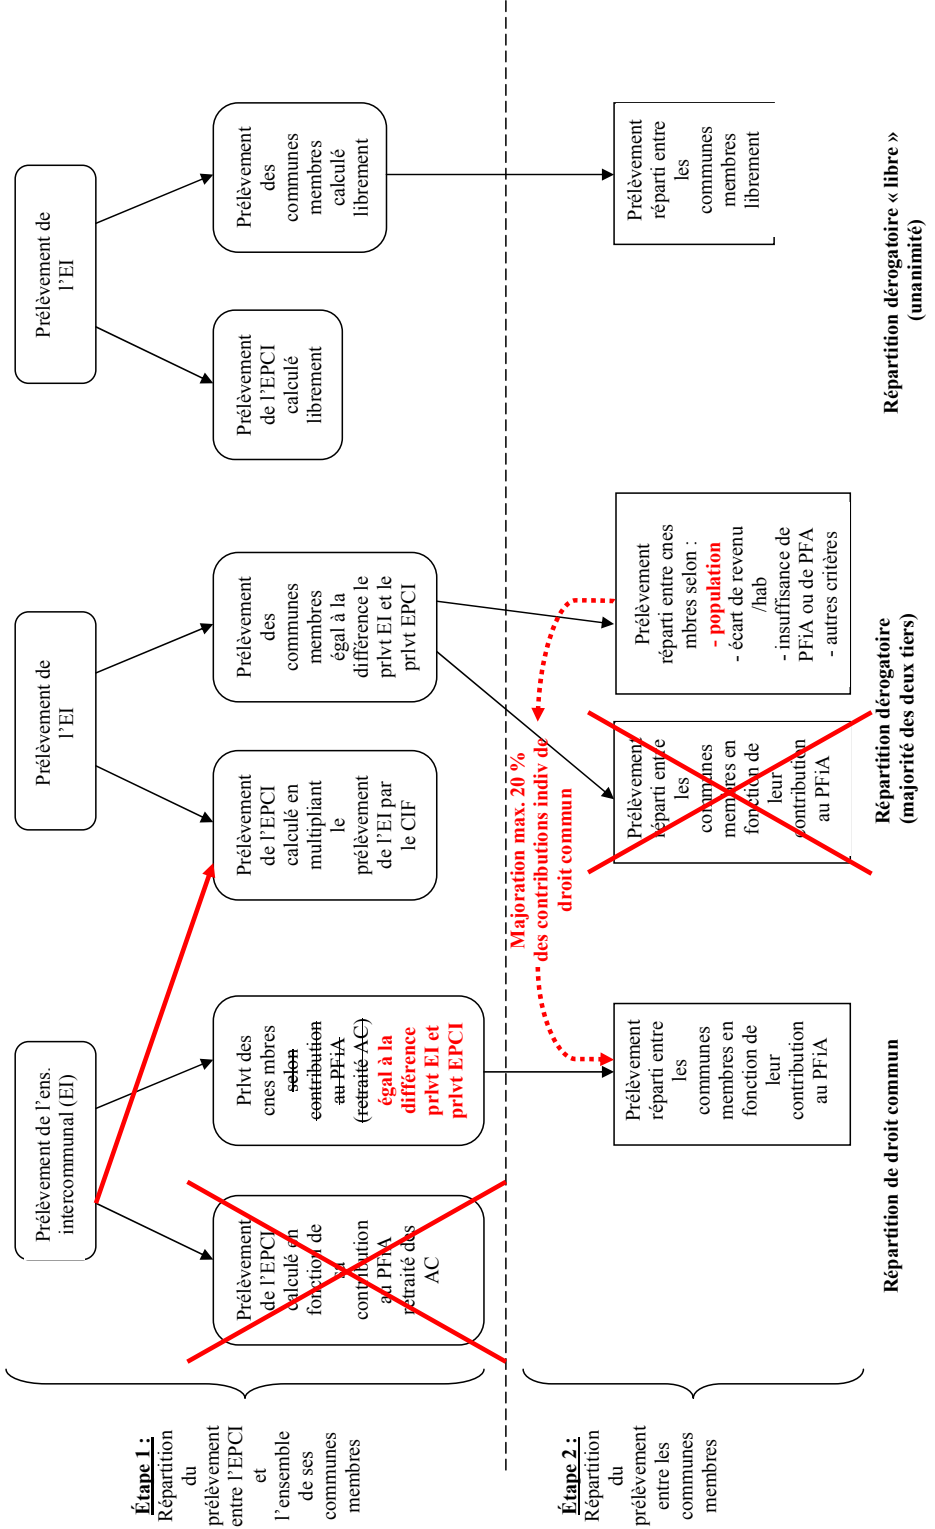 Étape 1 :
Répartition
du
prélèvement
entre l'EPCI
et
l'ensemble
de ses
communes
membres
Prélèvement de l'ens.
intercommunal (EI)
Prélèvement de
l'EI
Prélèvement de
l'EI
Prélèvement
de l'EPCI
calculé en
fonction de
sa
contribution
au PFiA
retraité des
AC
Prlvt des
cnes mbres
selon
contribution
au PFiA
(retraité AC)
égal à la
différence
prlvt EI et
prlvt EPCI
Prélèvement
de l'EPCI
calculé en
multipliant
le
prélèvement
de l'EI par
le CIF
Prélèvement
des
communes
membres
égal à la
différence le
prlvt EI et le
prlvt EPCI
Prélèvement
de l'EPCI
calculé
librement
Prélèvement
des
communes
membres
calculé
librement
Majoration max. 20 %
des contributions indiv de
droit commun
Étape 2 :
Répartition
du
prélèvement
entre les
communes
membres
Prélèvement
réparti entre
les
communes
membres en
fonction de
leur
contribution
au PFiA
Prélèvement
réparti entre
les
communes
membres en
fonction de
leur
contribution
au PFiA
Prélèvement
réparti entre cnes
mbres selon :
- population
- écart de revenu
/hab
- insuffisance de
PFiA ou de PFA
- autres critères
Prélèvement
réparti entre
les
communes
membres
librement
Répartition de droit commun
Répartition dérogatoire
(majorité des deux tiers)
Répartition dérogatoire « libre »
(unanimité)